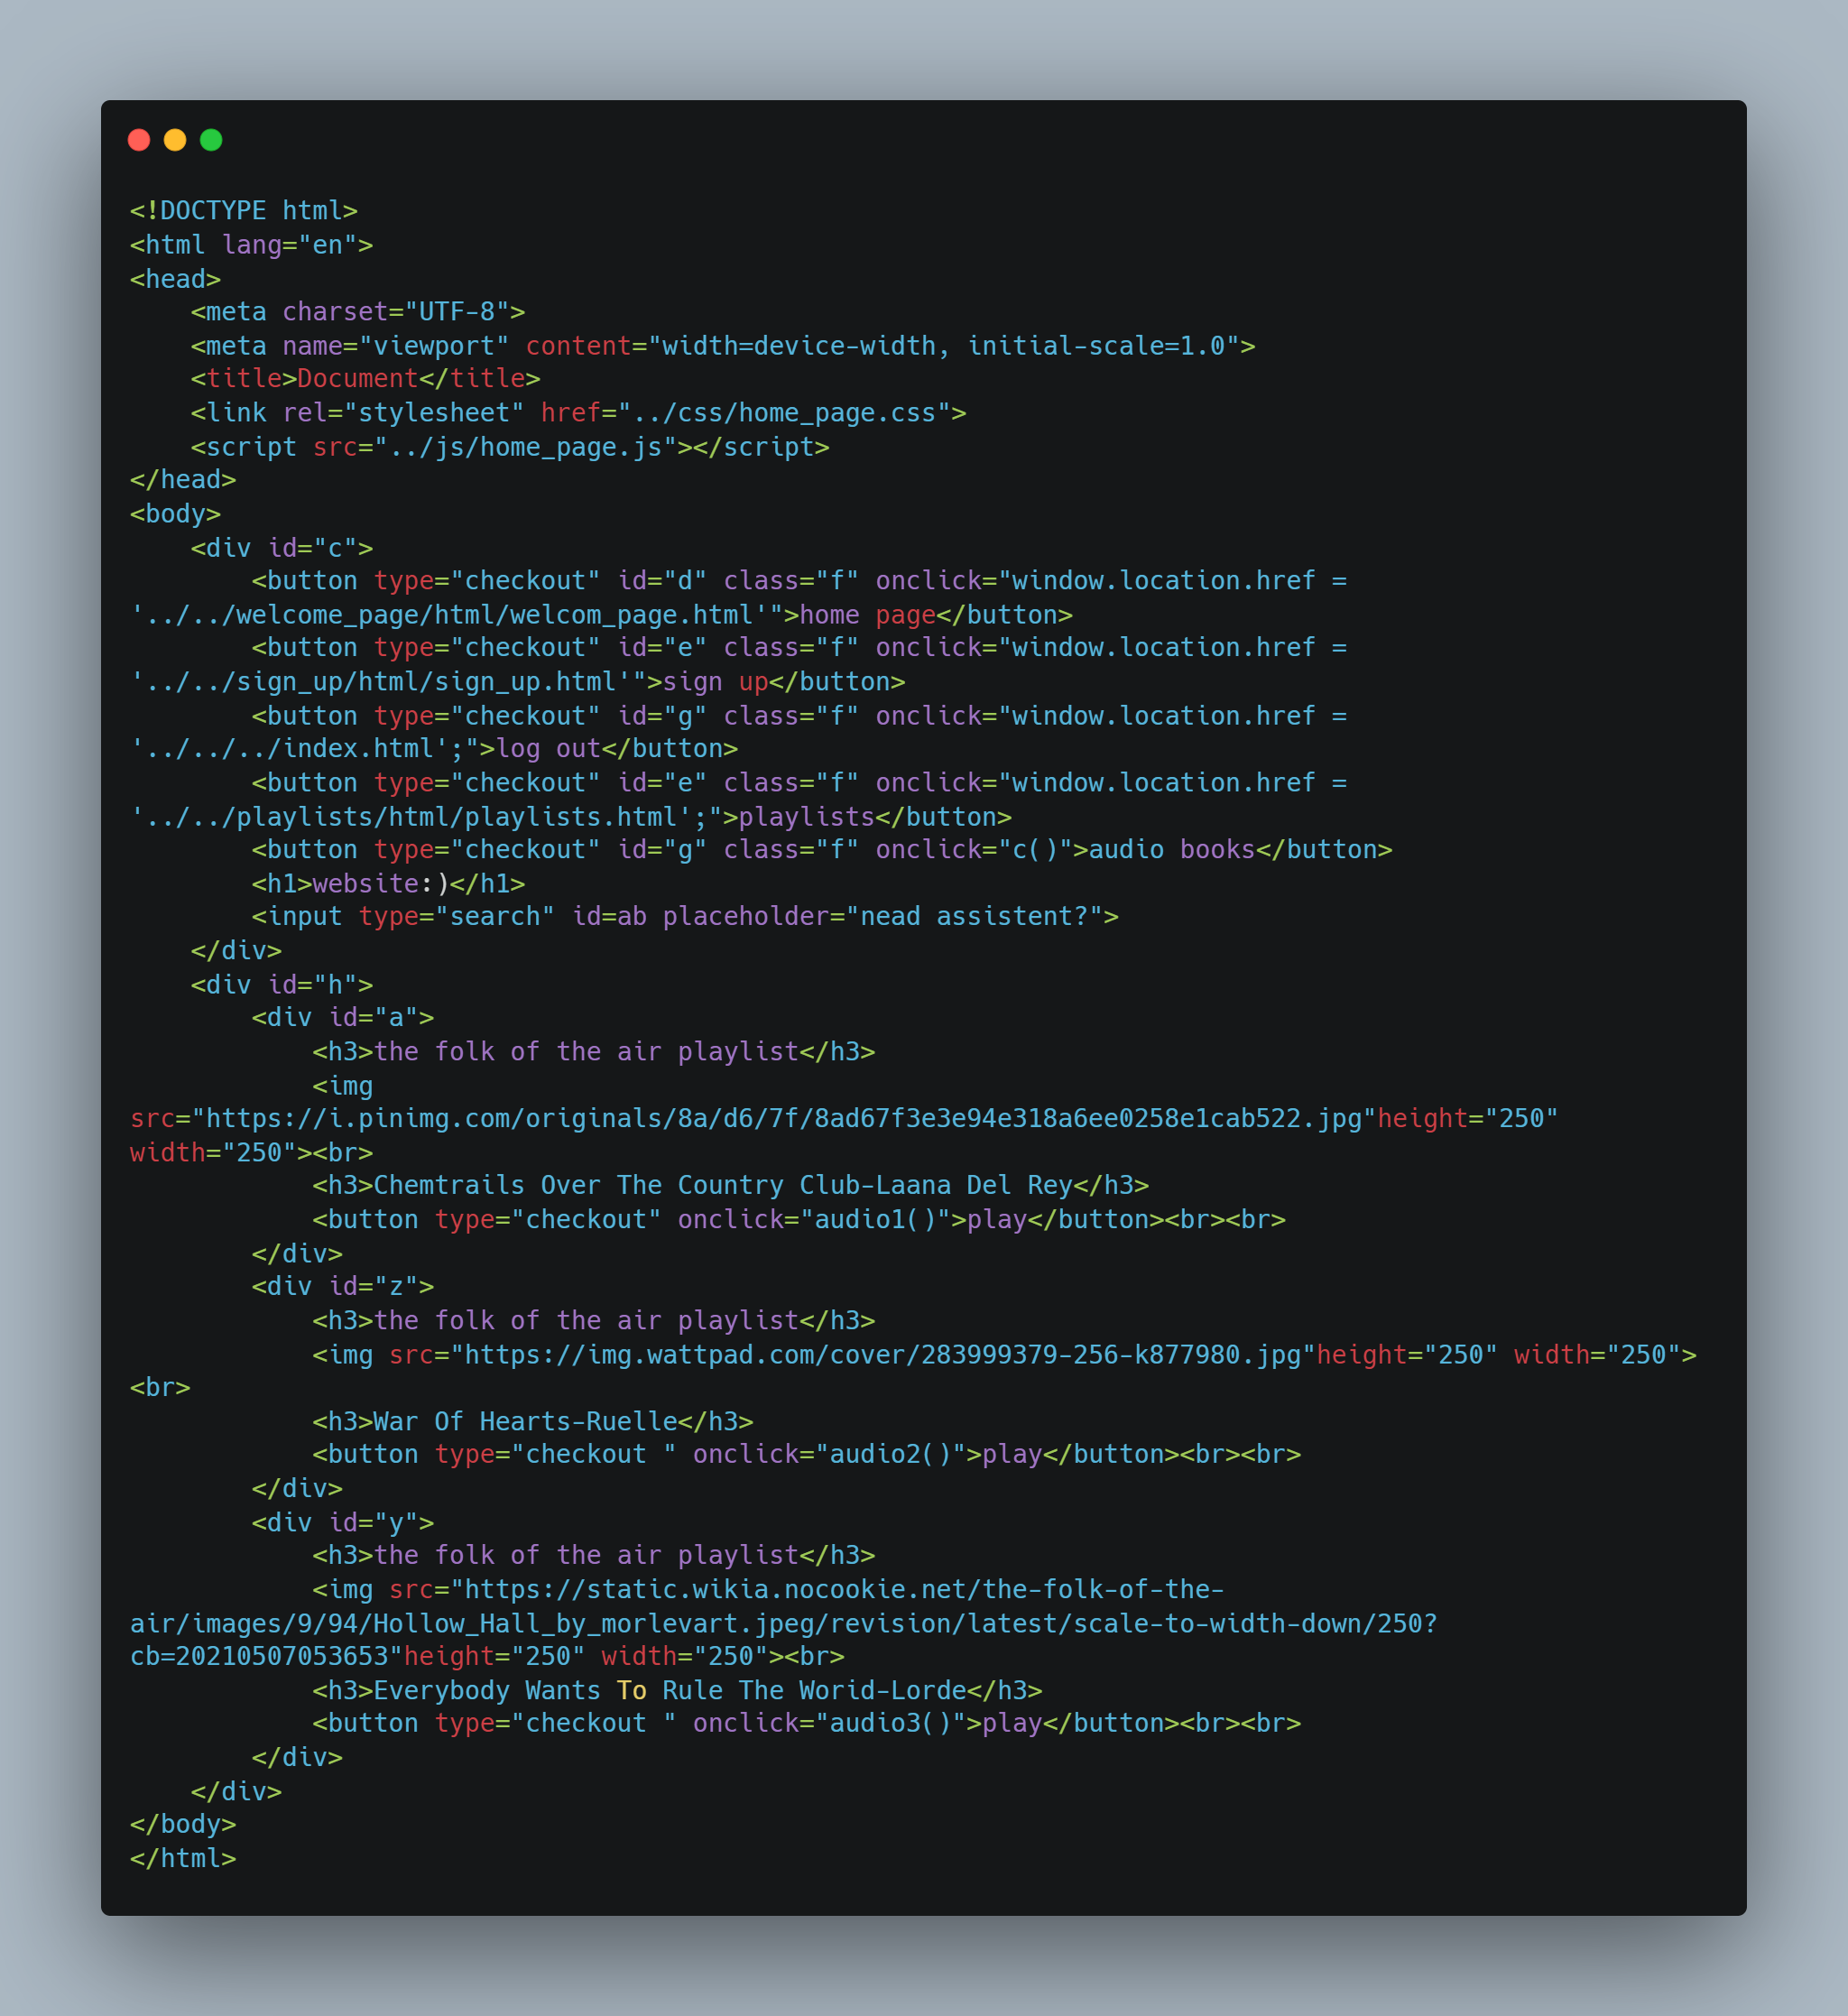 <!DOCTYPE html>
<html lang="en">
<head>
    <meta charset="UTF-8">
    <meta name="viewport" content="width=device-width, initial-scale=1.0">
    <title>Document</title>
    <link rel="stylesheet" href="../css/home_page.css">
    <script src="../js/home_page.js"></script>
</head>
<body>
    <div id="c">
        <button type="checkout" id="d" class="f" onclick="window.location.href =
'../../welcome_page/html/welcom_page.html'">home page</button>
        <button type="checkout" id="e" class="f" onclick="window.location.href =
'../../sign_up/html/sign_up.html'">sign up</button>
        <button type="checkout" id="g" class="f" onclick="window.location.href =
'../../../index.html';">log out</button>
        <button type="checkout" id="e" class="f" onclick="window.location.href =
'../../playlists/html/playlists.html';">playlists</button>
        <button type="checkout" id="g" class="f" onclick="c()">audio books</button>
        <h1>website:)</h1>
        <input type="search" id=ab placeholder="nead assistent?">
    </div>
    <div id="h">
        <div id="a">
            <h3>the folk of the air playlist</h3>
            <img
src="https://i.pinimg.com/originals/8a/d6/7f/8ad67f3e3e94e318a6ee0258e1cab522.jpg"height="250"
width="250"><br>
            <h3>Chemtrails Over The Country Club-Laana Del Rey</h3>
            <button type="checkout" onclick="audio1()">play</button><br><br>
        </div>
        <div id="z">
            <h3>the folk of the air playlist</h3>
            <img src="https://img.wattpad.com/cover/283999379-256-k877980.jpg"height="250" width="250">
<br>
            <h3>War Of Hearts-Ruelle</h3>
            <button type="checkout " onclick="audio2()">play</button><br><br>
        </div>
        <div id="y">
            <h3>the folk of the air playlist</h3>
            <img src="https://static.wikia.nocookie.net/the-folk-of-the-
air/images/9/94/Hollow_Hall_by_morlevart.jpeg/revision/latest/scale-to-width-down/250?
cb=20210507053653"height="250" width="250"><br>
            <h3>Everybody Wants To Rule The Worid-Lorde</h3>
            <button type="checkout " onclick="audio3()">play</button><br><br>
        </div>
    </div>
</body>
</html>